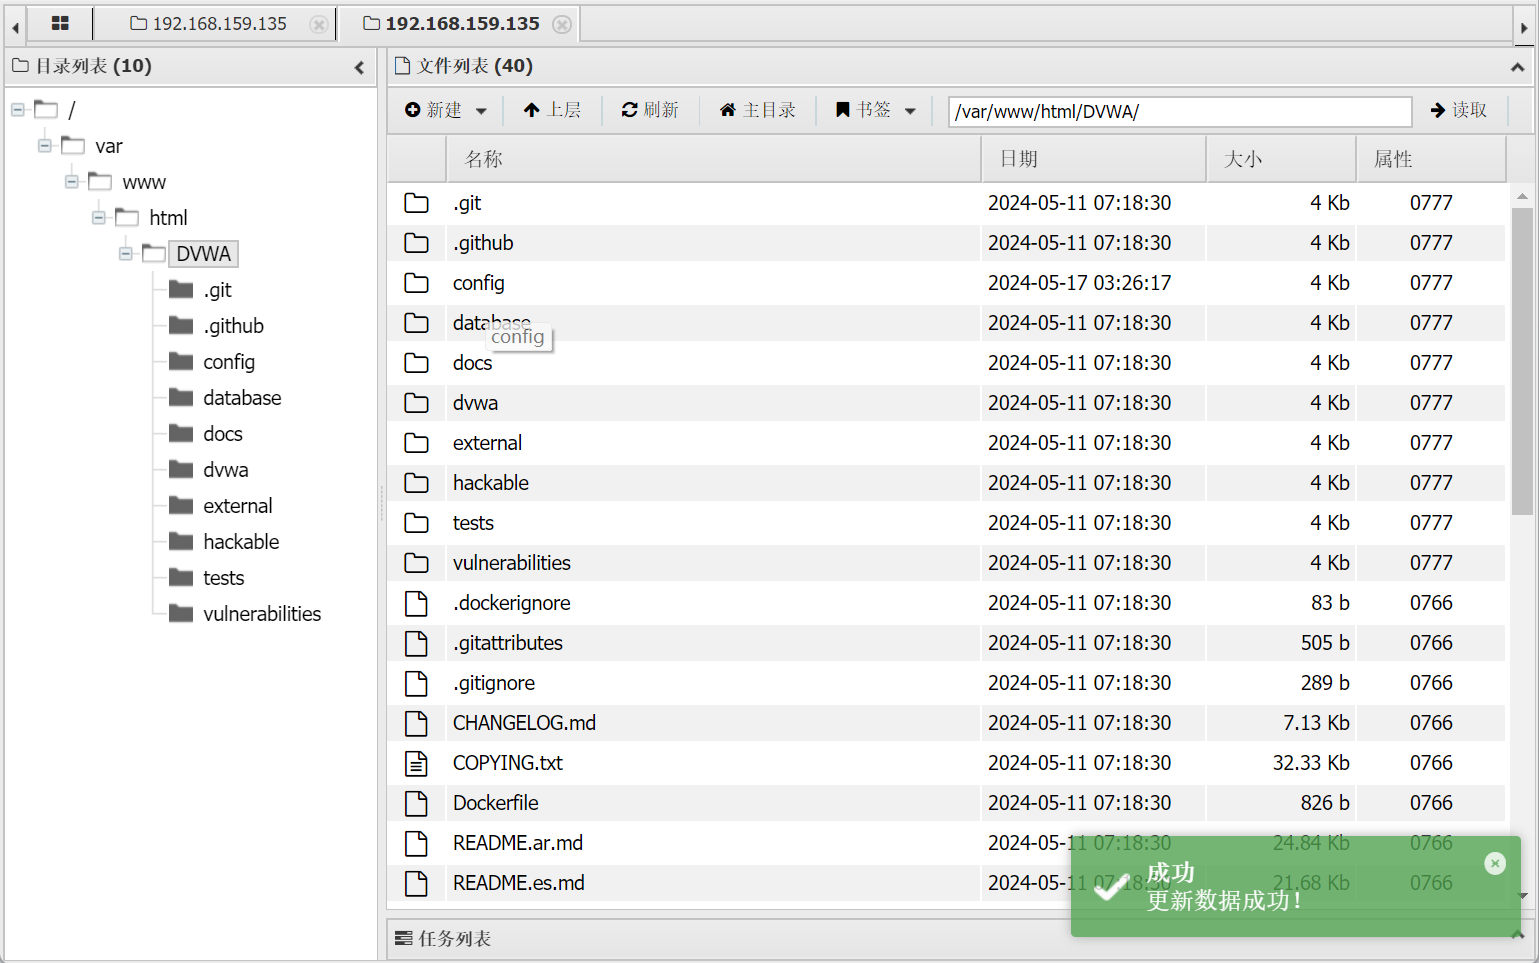 192.168.159.135
192.168.159.135
目录列表 (10)
/
var
www
html
DVWA
.git
.github
config
database
docs
dvwa
external
hackable
tests
vulnerabilities
文件列表 (40)
新建 上层 刷新 主目录 书签 /var/www/html/DVWA/ 读取
名称 日期 大小 属性
.git 2024-05-11 07:18:30 4 Kb 0777
.github 2024-05-11 07:18:30 4 Kb 0777
config 2024-05-17 03:26:17 4 Kb 0777
database 2024-05-11 07:18:30 4 Kb 0777
config
docs 2024-05-11 07:18:30 4 Kb 0777
dvwa 2024-05-11 07:18:30 4 Kb 0777
external 2024-05-11 07:18:30 4 Kb 0777
hackable 2024-05-11 07:18:30 4 Kb 0777
tests 2024-05-11 07:18:30 4 Kb 0777
vulnerabilities 2024-05-11 07:18:30 4 Kb 0777
.dockerignore 2024-05-11 07:18:30 83 b 0766
.gitattributes 2024-05-11 07:18:30 505 b 0766
.gitignore 2024-05-11 07:18:30 289 b 0766
CHANGELOG.md 2024-05-11 07:18:30 7.13 Kb 0766
COPYING.txt 2024-05-11 07:18:30 32.33 Kb 0766
Dockerfile 2024-05-11 07:18:30 826 b 0766
README.ar.md 2024-05-11 07:18:30 24.84 Kb 0766
README.es.md 2024-05-11 07:18:30 21.68 Kb 0766
成功
更新数据成功!
任务列表